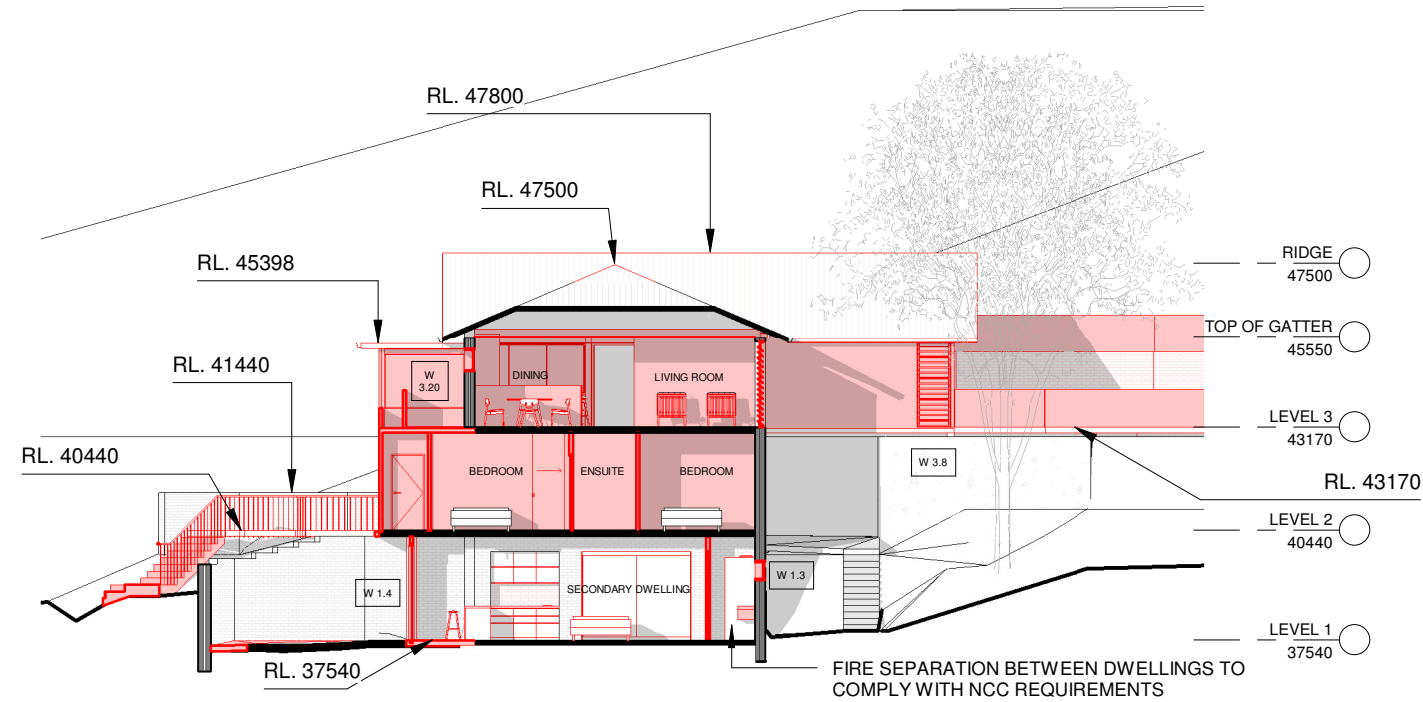 RL. 47800
RL. 47500
RL. 45398
RL. 41440
RL. 40440
RIDGE
47500
TOP OF GATTER
45550
LEVEL 3
43170
RL. 43170
LEVEL 2
40440
LEVEL 1
37540
W
3.20
DINING
LIVING ROOM
BEDROOM
ENSUITE
BEDROOM
W 3.8
W 1.4
SECONDARY DWELLING
W 1.3
RL. 37540
FIRE SEPARATION BETWEEN DWELLINGS TO
COMPLY WITH NCC REQUIREMENTS